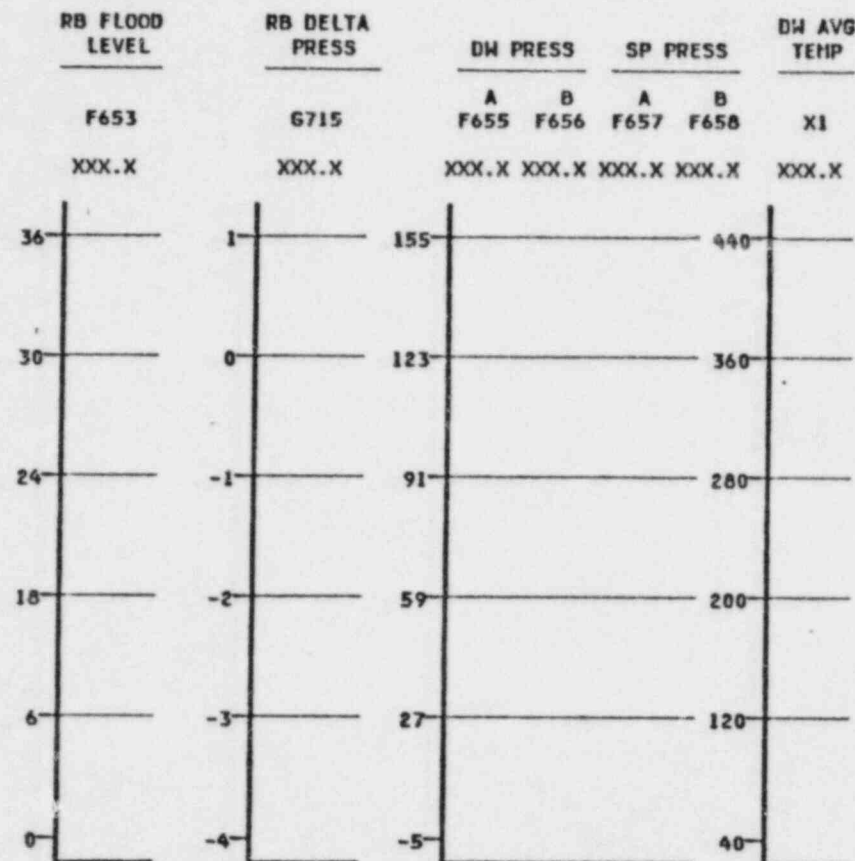 RB FLOOD LEVEL
RB DELTA PRESS
DW PRESS SP PRESS
DW AVG TEMP
A B A B
F653 G715 F655 F656 F657 F658 X1
XXX.X XXX.X XXX.X XXX.X XXX.X XXX.X XXX.X
36 1 155 440
30 0 123 360
24 -1 91 280
18 -2 59 200
6 -3 27 120
0 -4 -5 40